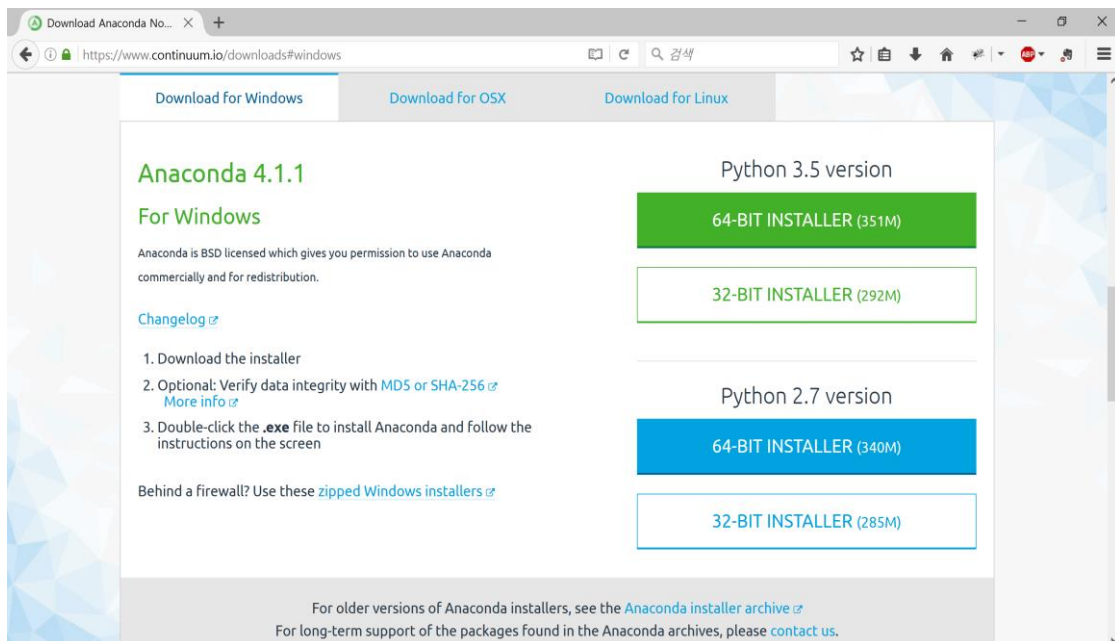 Download Anaconda No...
https://www.continuum.io/downloads#windows
검색
ABP
Download for Windows
Download for OSX
Download for Linux
Anaconda 4.1.1
For Windows
Anaconda is BSD licensed which gives you permission to use Anaconda
commercially and for redistribution.
Changelog
1. Download the installer
2. Optional: Verify data integrity with MD5 or SHA-256
More info
3. Double-click the .exe file to install Anaconda and follow the
instructions on the screen
Behind a firewall? Use these zipped Windows installers
Python 3.5 version
64-BIT INSTALLER (351M)
32-BIT INSTALLER (292M)
Python 2.7 version
64-BIT INSTALLER (340M)
32-BIT INSTALLER (285M)
For older versions of Anaconda installers, see the Anaconda installer archive
For long-term support of the packages found in the Anaconda archives, please contact us.